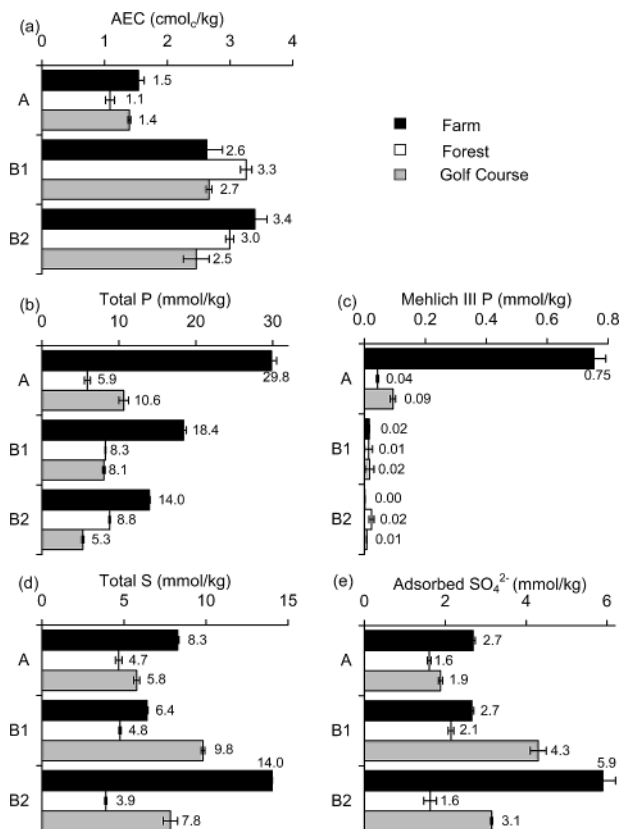 (a)
AEC (cmol_c/kg)
0 1 2 3 4
A
1.5
1.1
1.4
B1
2.6
3.3
2.7
B2
3.4
3.0
2.5
Farm
Forest
Golf Course
(b)
Total P (mmol/kg)
0 10 20 30
A
29.8
5.9
10.6
B1
18.4
8.3
8.1
B2
14.0
8.8
5.3
(c)
Mehlich III P (mmol/kg)
0.0 0.2 0.4 0.6 0.8
A
0.75
0.04
0.09
B1
0.02
0.01
0.02
B2
0.00
0.02
0.01
(d)
Total S (mmol/kg)
0 5 10 15
A
8.3
4.7
5.8
B1
6.4
4.8
9.8
B2
14.0
3.9
7.8
(e)
Adsorbed SO₄²⁻ (mmol/kg)
0 2 4 6
A
2.7
1.6
1.9
B1
2.7
2.1
4.3
B2
5.9
1.6
3.1